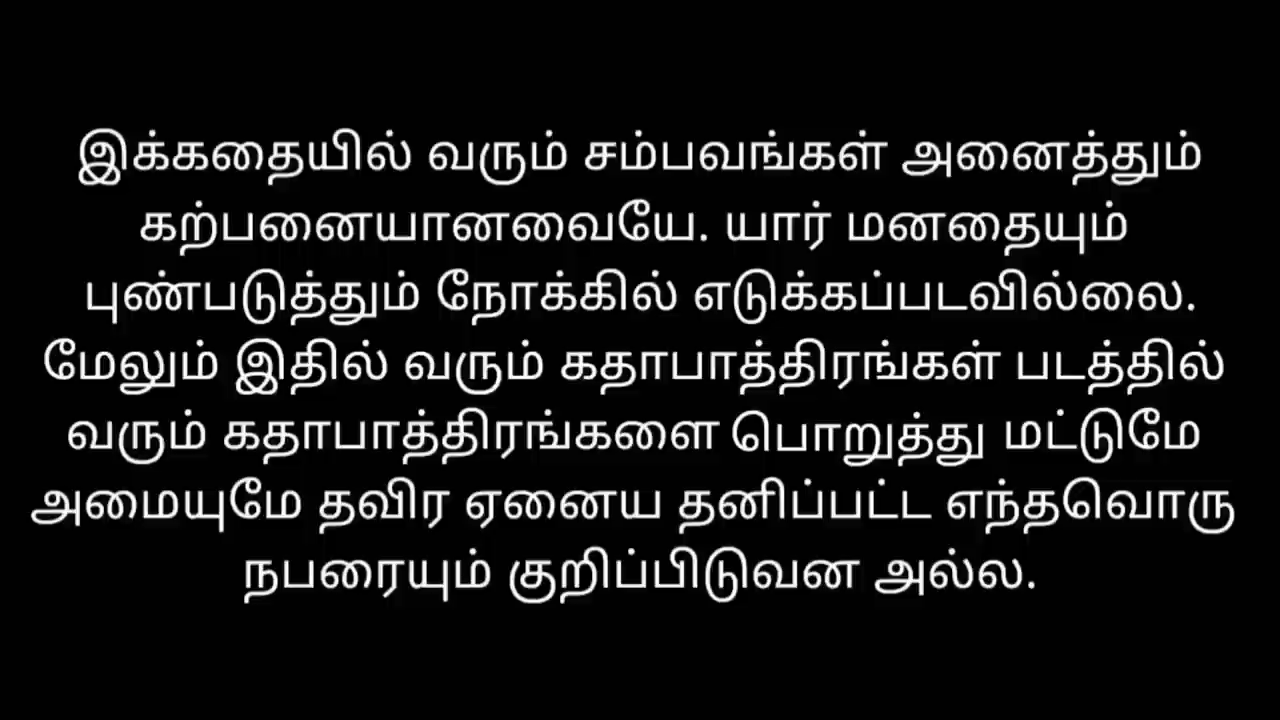 இக்கதையில் வரும் சம்பவங்கள் அனைத்தும்
கற்பனையானவையே. யார் மனதையும்
புண்படுத்தும் நோக்கில் எடுக்கப்படவில்லை.
மேலும் இதில் வரும் கதாபாத்திரங்கள் படத்தில்
வரும் கதாபாத்திரங்களை பொறுத்து மட்டுமே
அமையுமே தவிர ஏனைய தனிப்பட்ட எந்தவொரு
நபரையும் குறிப்பிடுவன அல்ல.